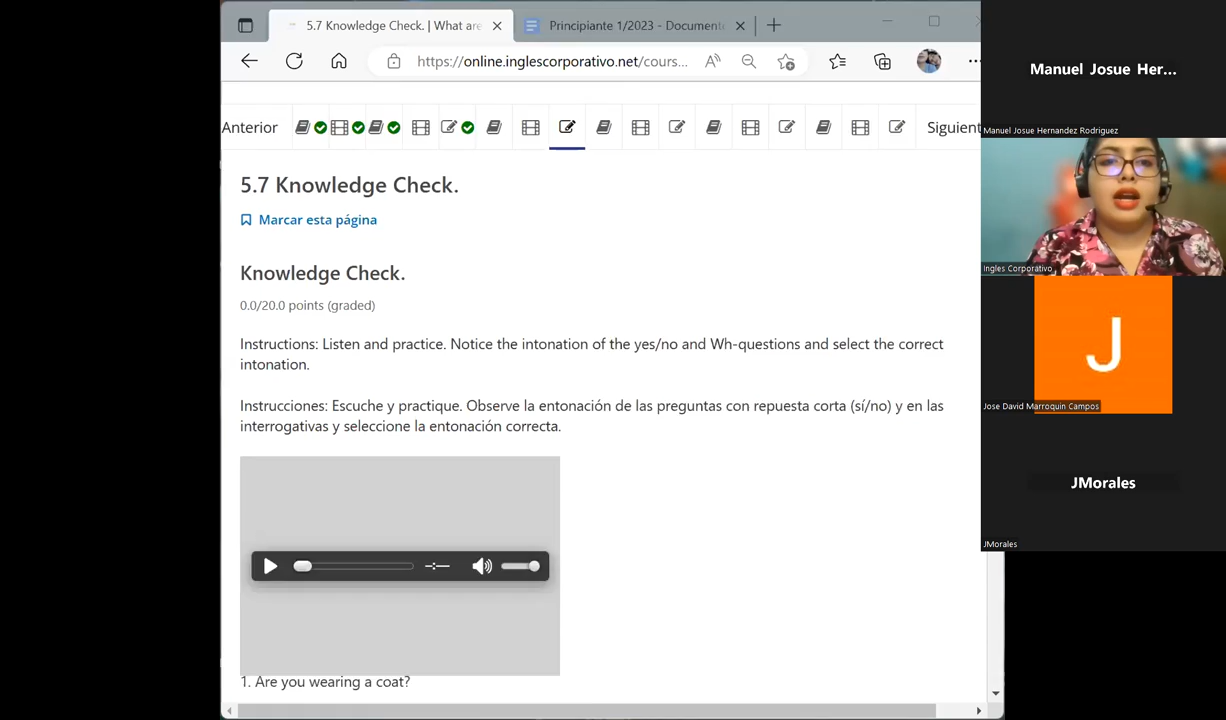 5.7 Knowledge Check. | What are
Principiante 1/2023 - Document
https://online.inglescorporativo.net/cours...
Anterior
Siguient
5.7 Knowledge Check.
Marcar esta página
Knowledge Check.
0.0/20.0 points (graded)
Instructions: Listen and practice. Notice the intonation of the yes/no and Wh-questions and select the correct
intonation.
Instrucciones: Escuche y practique. Observe la entonación de las preguntas con repuesta corta (sí/no) y en las
interrogativas y seleccione la entonación correcta.
-:--
1. Are you wearing a coat?
Manuel Josue Her...
Manuel Josue Hernandez Rodriguez
Ingles Corporativo
J
Jose David Marroquin Campos
JMorales
JMorales